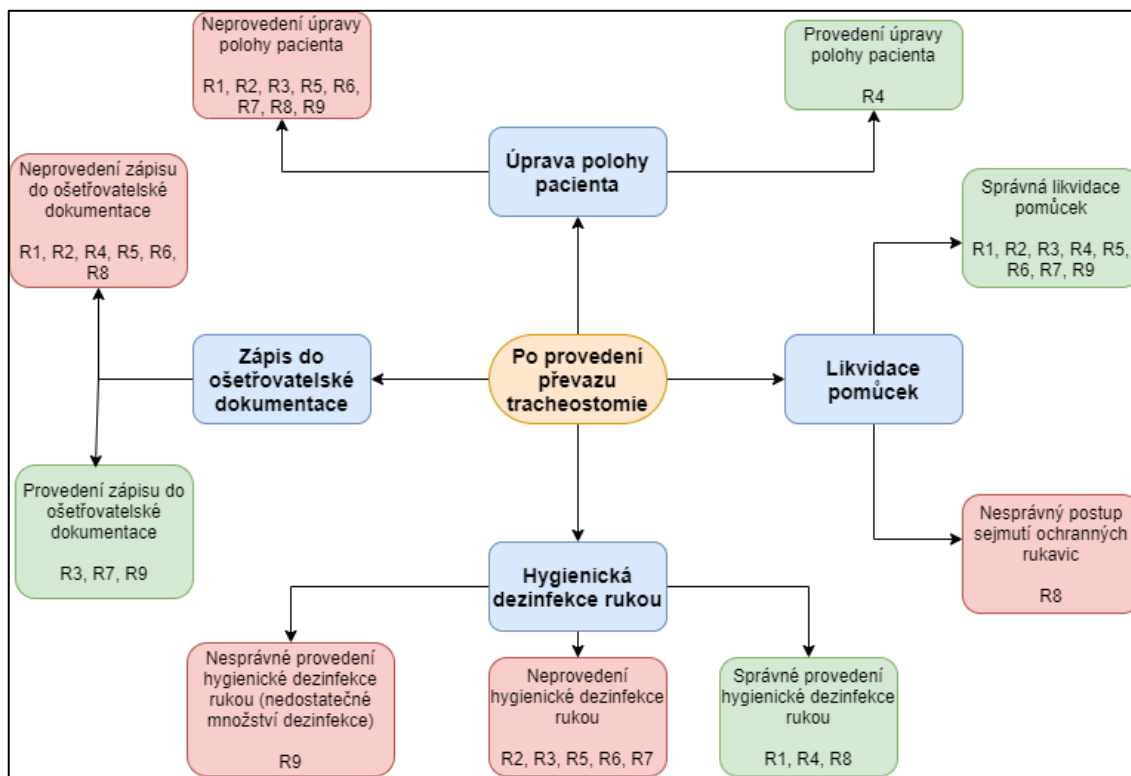 Neprovedení úpravy
polohy pacienta
R1, R2, R3, R5, R6,
R7, R8, R9
Provedení úpravy
polohy pacienta
R4
Úprava polohy
pacienta
Neprovedení zápisu
do ošetřovatelské
dokumentace
R1, R2, R4, R5, R6,
R8
Správná likvidace
pomůcek
R1, R2, R3, R4, R5,
R6, R7, R9
Zápis do
ošetřovatelské
dokumentace
Po provedení
převazu
tracheostomie
Likvidace
pomůcek
Provedení zápisu do
ošetřovatelské
dokumentace
R3, R7, R9
Nesprávný postup
sejmutí ochranných
rukavic
R8
Hygienická
dezinfekce rukou
Nesprávné provedení
hygienické dezinfekce
rukou (nedostatečné
množství dezinfekce)
R9
Neprovedení
hygienické dezinfekce
rukou
R2, R3, R5, R6, R7
Správné provedení
hygienické dezinfekce
rukou
R1, R4, R8